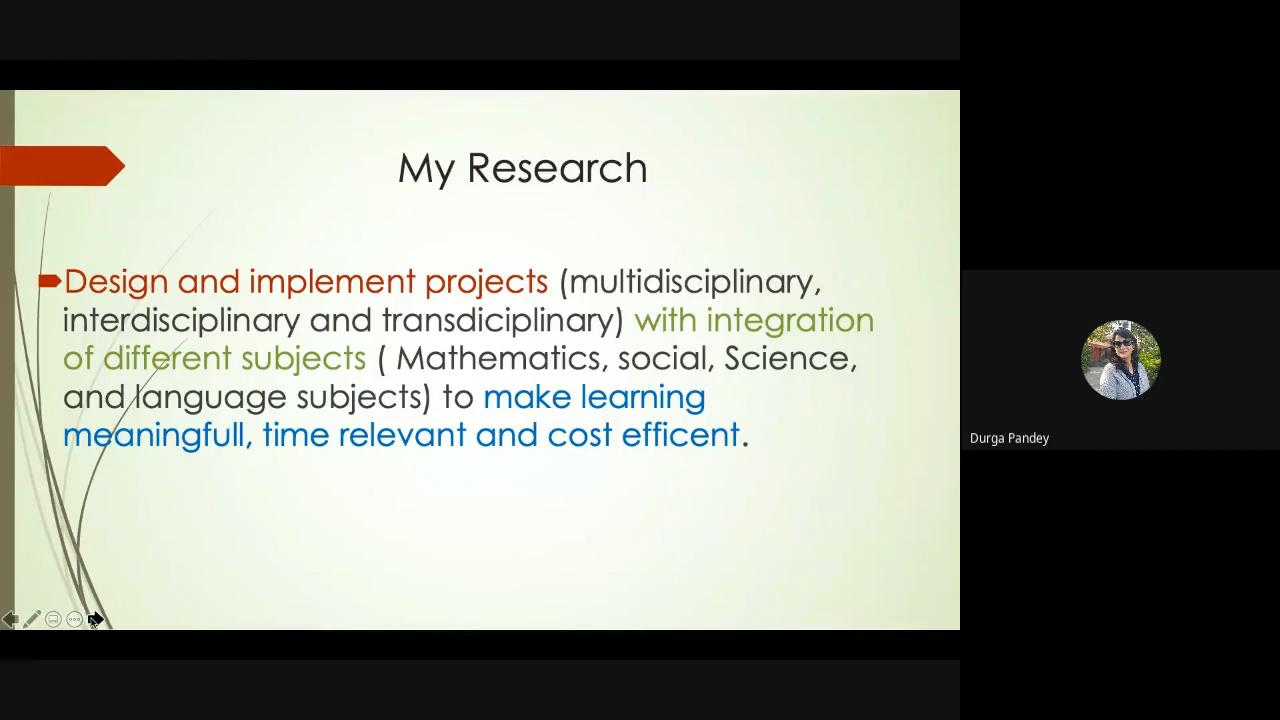 My Research
Design and implement projects (multidisciplinary,
interdisciplinary and transdiciplinary) with integration
of different subjects ( Mathematics, social, Science,
and language subjects) to make learning
meaningfull, time relevant and cost efficent.
Durga Pandey